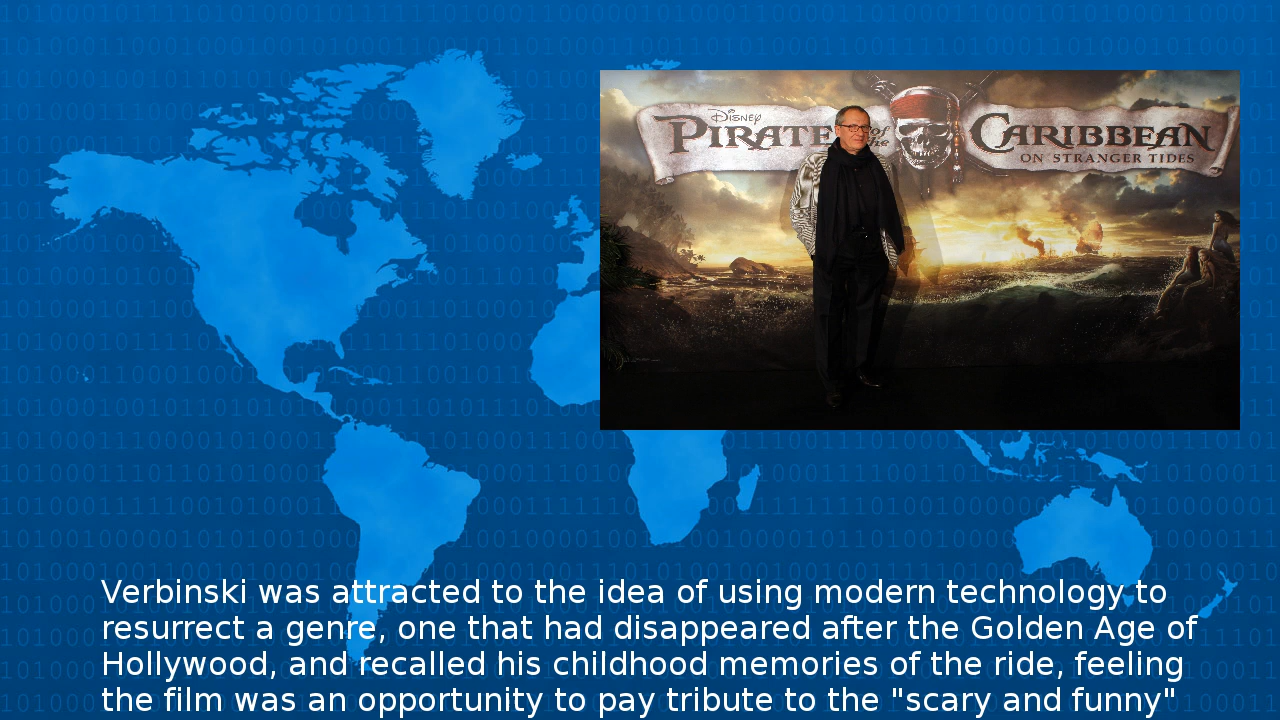 Disney
PIRATE of the CARIBBEAN
ON STRANGER TIDES
Verbinski was attracted to the idea of using modern technology to
resurrect a genre, one that had disappeared after the Golden Age of
Hollywood, and recalled his childhood memories of the ride, feeling
the film was an opportunity to pay tribute to the "scary and funny"